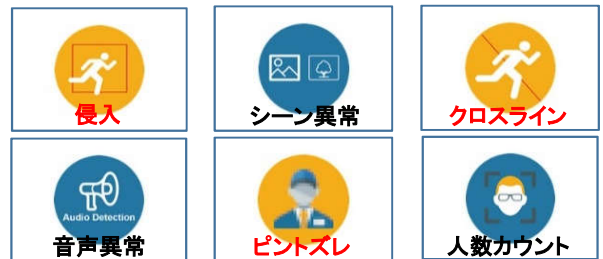 侵入
シーン異常
クロスライン
Audio Detection
音声異常
ピントズレ
人数カウント